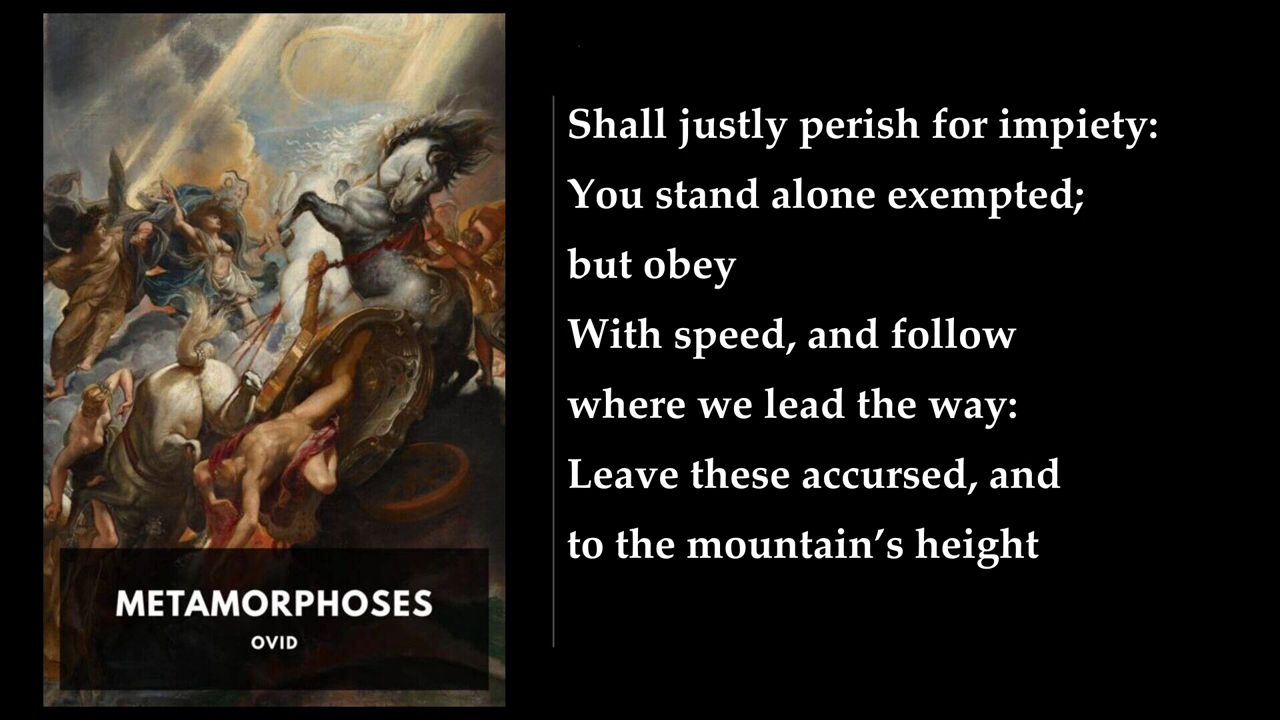 METAMORPHOSES
OVID
Shall justly perish for impiety:
You stand alone exempted;
but obey
With speed, and follow
where we lead the way:
Leave these accursed, and
to the mountain’s height